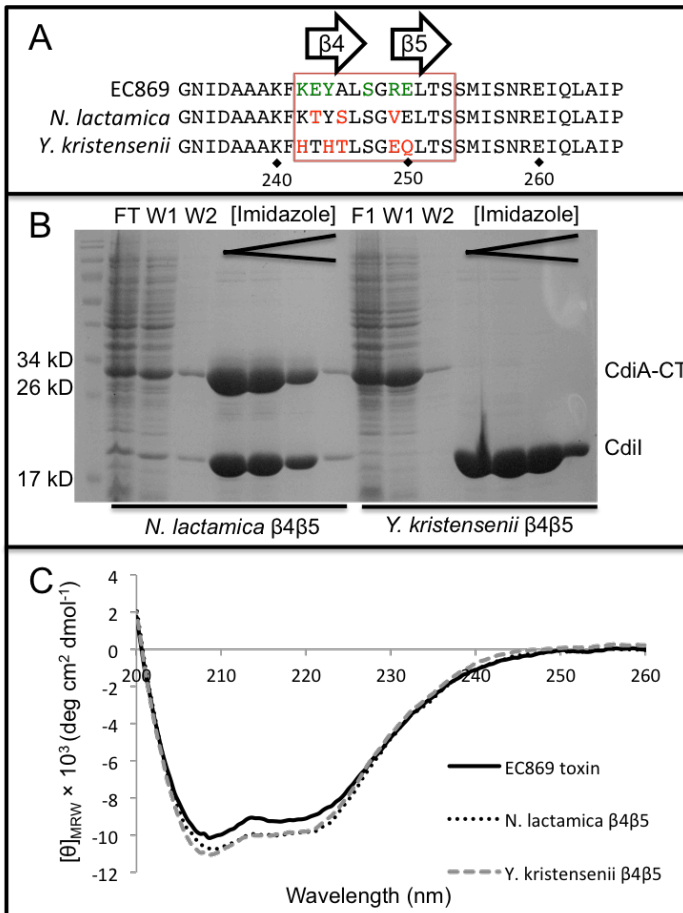 A
β4 β5
EC869 GNIDAAAKFKEYALSGRELTSSMISNREIQLAIP
N. lactamica GNIDAAAKFKTYSLSGVELTSSMISNREIQLAIP
Y. kristensenii GNIDAAAKFHTHTLSGEQLTSSMISNREIQLAIP
240 250 260
B
FT W1 W2 [Imidazole] F1 W1 W2 [Imidazole]
34 kD
26 kD
17 kD
CdiA-CT
CdiI
N. lactamica β4β5 Y. kristensenii β4β5
C
4
2
0
-2
-4
-6
-8
-10
-12
200 210 220 230 240 250 260
[θ]MRW × 10³ (deg cm² dmol⁻¹)
Wavelength (nm)
EC869 toxin
N. lactamica β4β5
Y. kristensenii β4β5